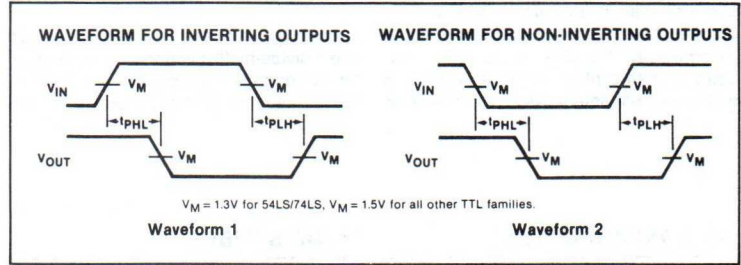 WAVEFORM FOR INVERTING OUTPUTS
VIN
VM
VM
tPHL
tPLH
VOUT
VM
VM
WAVEFORM FOR NON-INVERTING OUTPUTS
VIN
VM
VM
tPHL
tPLH
VOUT
VM
VM
VM = 1.3V for 54LS/74LS, VM = 1.5V for all other TTL families.
Waveform 1
Waveform 2